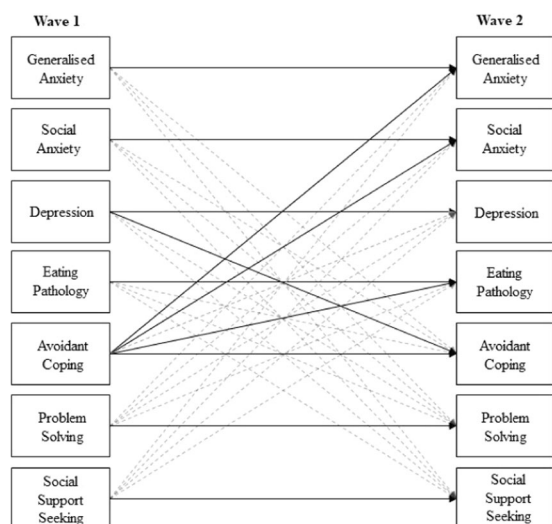 Wave 1
Wave 2
Generalised
Anxiety
Generalised
Anxiety
Social
Anxiety
Social
Anxiety
Depression
Depression
Eating
Pathology
Eating
Pathology
Avoidant
Coping
Avoidant
Coping
Problem
Solving
Problem
Solving
Social
Support
Seeking
Social
Support
Seeking